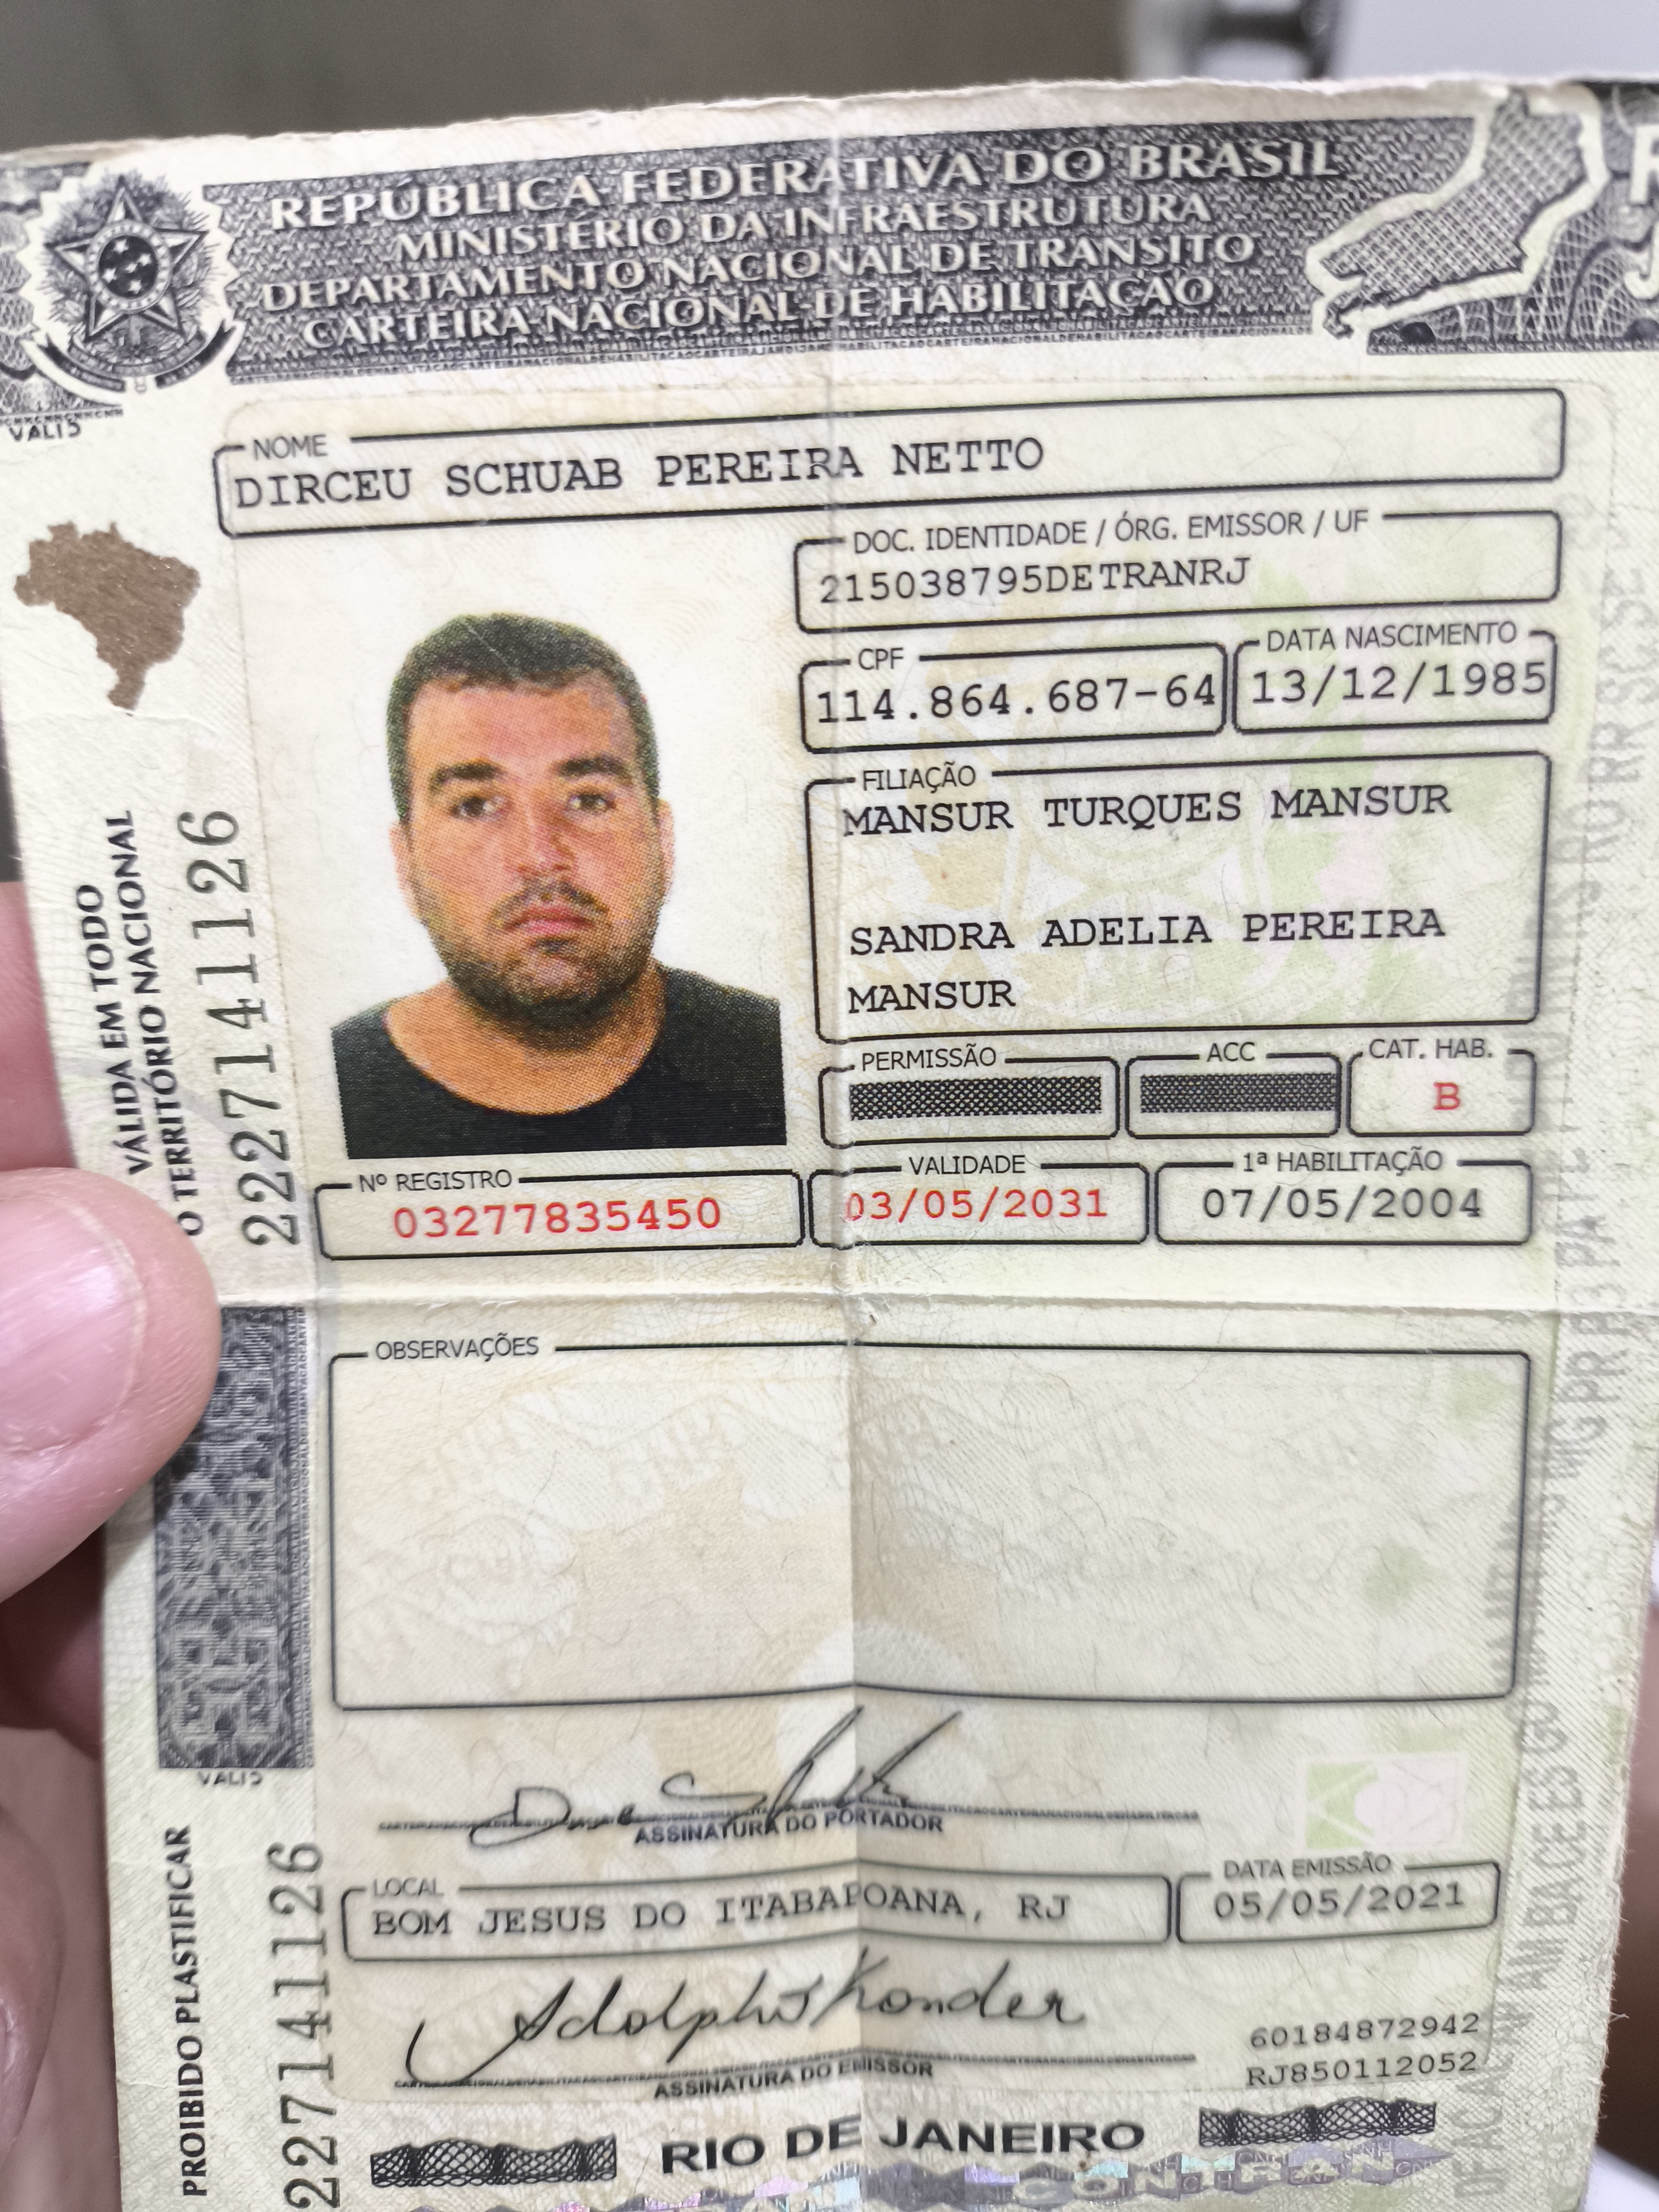 REPÚBLICA FEDERATIVA DO BRASIL
MINISTÉRIO DA INFRAESTRUTURA
DEPARTAMENTO NACIONAL DE TRANSITO
CARTEIRA NACIONAL DE HABILITAÇÃO
NOME
DIRCEU SCHUAB PEREIRA NETTO
DOC. IDENTIDADE / ÓRG. EMISSOR / UF
215038795DETRANRJ
CPF
114.864.687-64
DATA NASCIMENTO
13/12/1985
FILIAÇÃO
MANSUR TURQUES MANSUR
SANDRA ADELIA PEREIRA
MANSUR
PERMISSÃO
ACC
CAT. HAB.
B
Nº REGISTRO
03277835450
VALIDADE
03/05/2031
1ª HABILITAÇÃO
07/05/2004
VÁLIDA EM TODO
O TERRITÓRIO NACIONAL
2227141126
OBSERVAÇÕES
ASSINATURA DO PORTADOR
LOCAL
BOM JESUS DO ITABAPOANA, RJ
DATA EMISSÃO
05/05/2021
Adolpho Konder
ASSINATURA DO EMISSOR
60184872942
RJ850112052
PROIBIDO PLASTIFICAR
2227141126
RIO DE JANEIRO